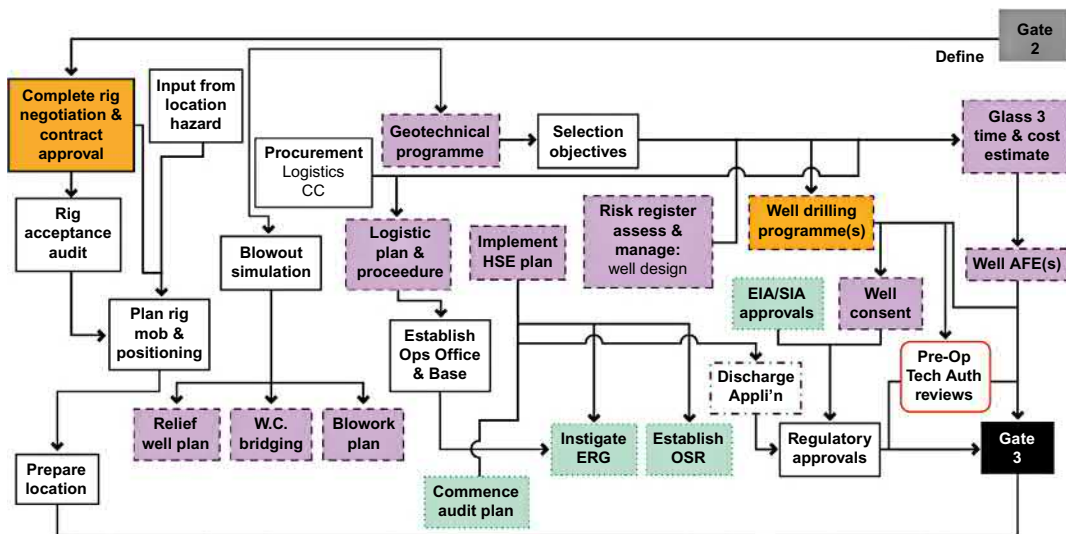 Gate
2
Define
Complete rig
negotiation &
contract
approval
Input from
location
hazard
Geotechnical
programme
Selection
objectives
Glass 3
time & cost
estimate
Procurement
Logistics
CC
Rig
acceptance
audit
Blowout
simulation
Logistic
plan &
proceedure
Implement
HSE plan
Risk register
assess &
manage:
well design
Well drilling
programme(s)
Well AFE(s)
EIA/SIA
approvals
Well
consent
Plan rig
mob &
positioning
Establish
Ops Office
& Base
Discharge
Appli'n
Pre-Op
Tech Auth
reviews
Relief
well plan
W.C.
bridging
Blowork
plan
Instigate
ERG
Establish
OSR
Regulatory
approvals
Gate
3
Prepare
location
Commence
audit plan